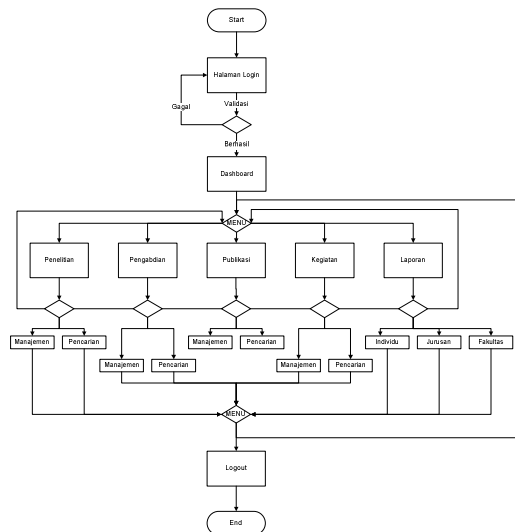 Start
Halaman Login
Gagal
Validasi
Berhasil
Dashboard
MENU
Penelitian
Pengabdian
Publikasi
Kegiatan
Laporan
Manajemen
Pencarian
Manajemen
Pencarian
Individu
Jurusan
Fakultas
Manajemen
Pencarian
Manajemen
Pencarian
MENU
Logout
End